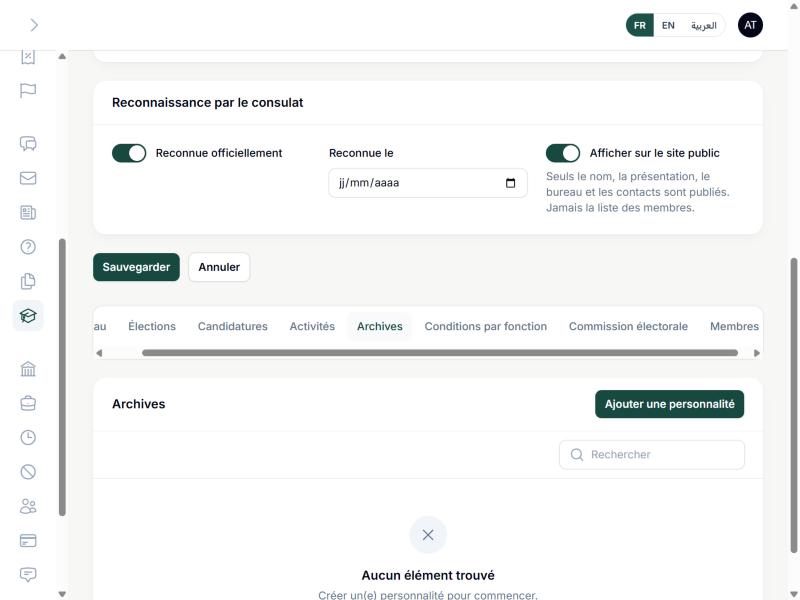 FR EN العربية AT
Reconnaissance par le consulat
Reconnue officiellement
Reconnue le
jj/mm/aaaa
Afficher sur le site public
Seuls le nom, la présentation, le
bureau et les contacts sont publiés.
Jamais la liste des membres.
Sauvegarder Annuler
au Élections Candidatures Activités Archives Conditions par fonction Commission électorale Membres
Archives Ajouter une personnalité
Rechercher
Aucun élément trouvé
Créer un(e) personnalité pour commencer.